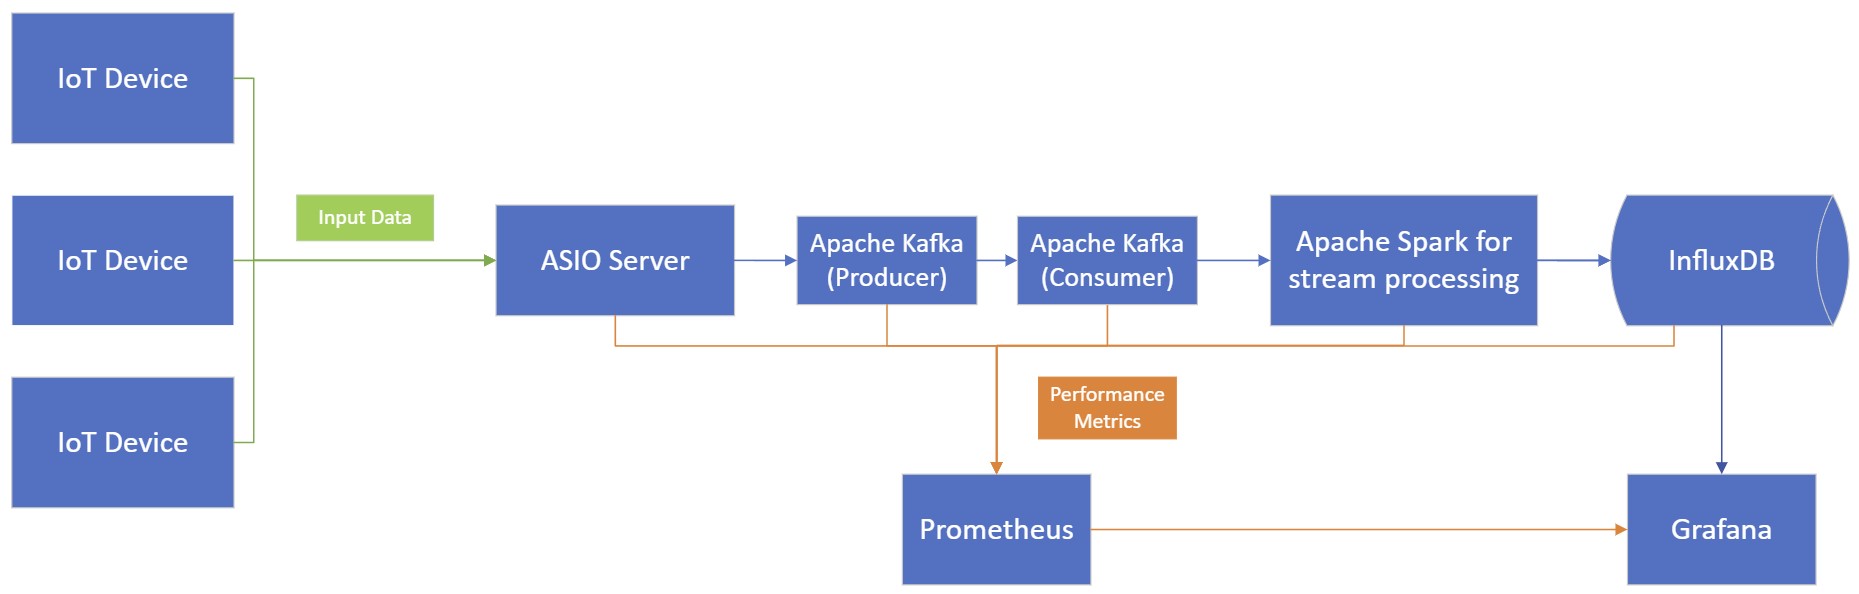 IoT Device
IoT Device
IoT Device
Input Data
ASIO Server
Apache Kafka
(Producer)
Apache Kafka
(Consumer)
Apache Spark for
stream processing
InfluxDB
Performance
Metrics
Prometheus
Grafana